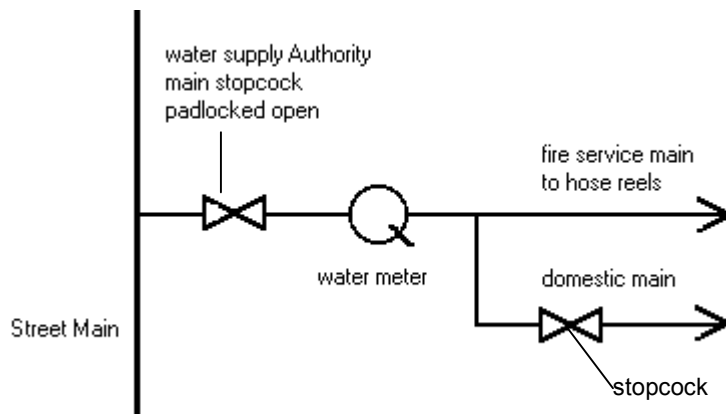 water supply Authority
main stopcock
padlocked open
fire service main
to hose reels
water meter
domestic main
Street Main
stopcock